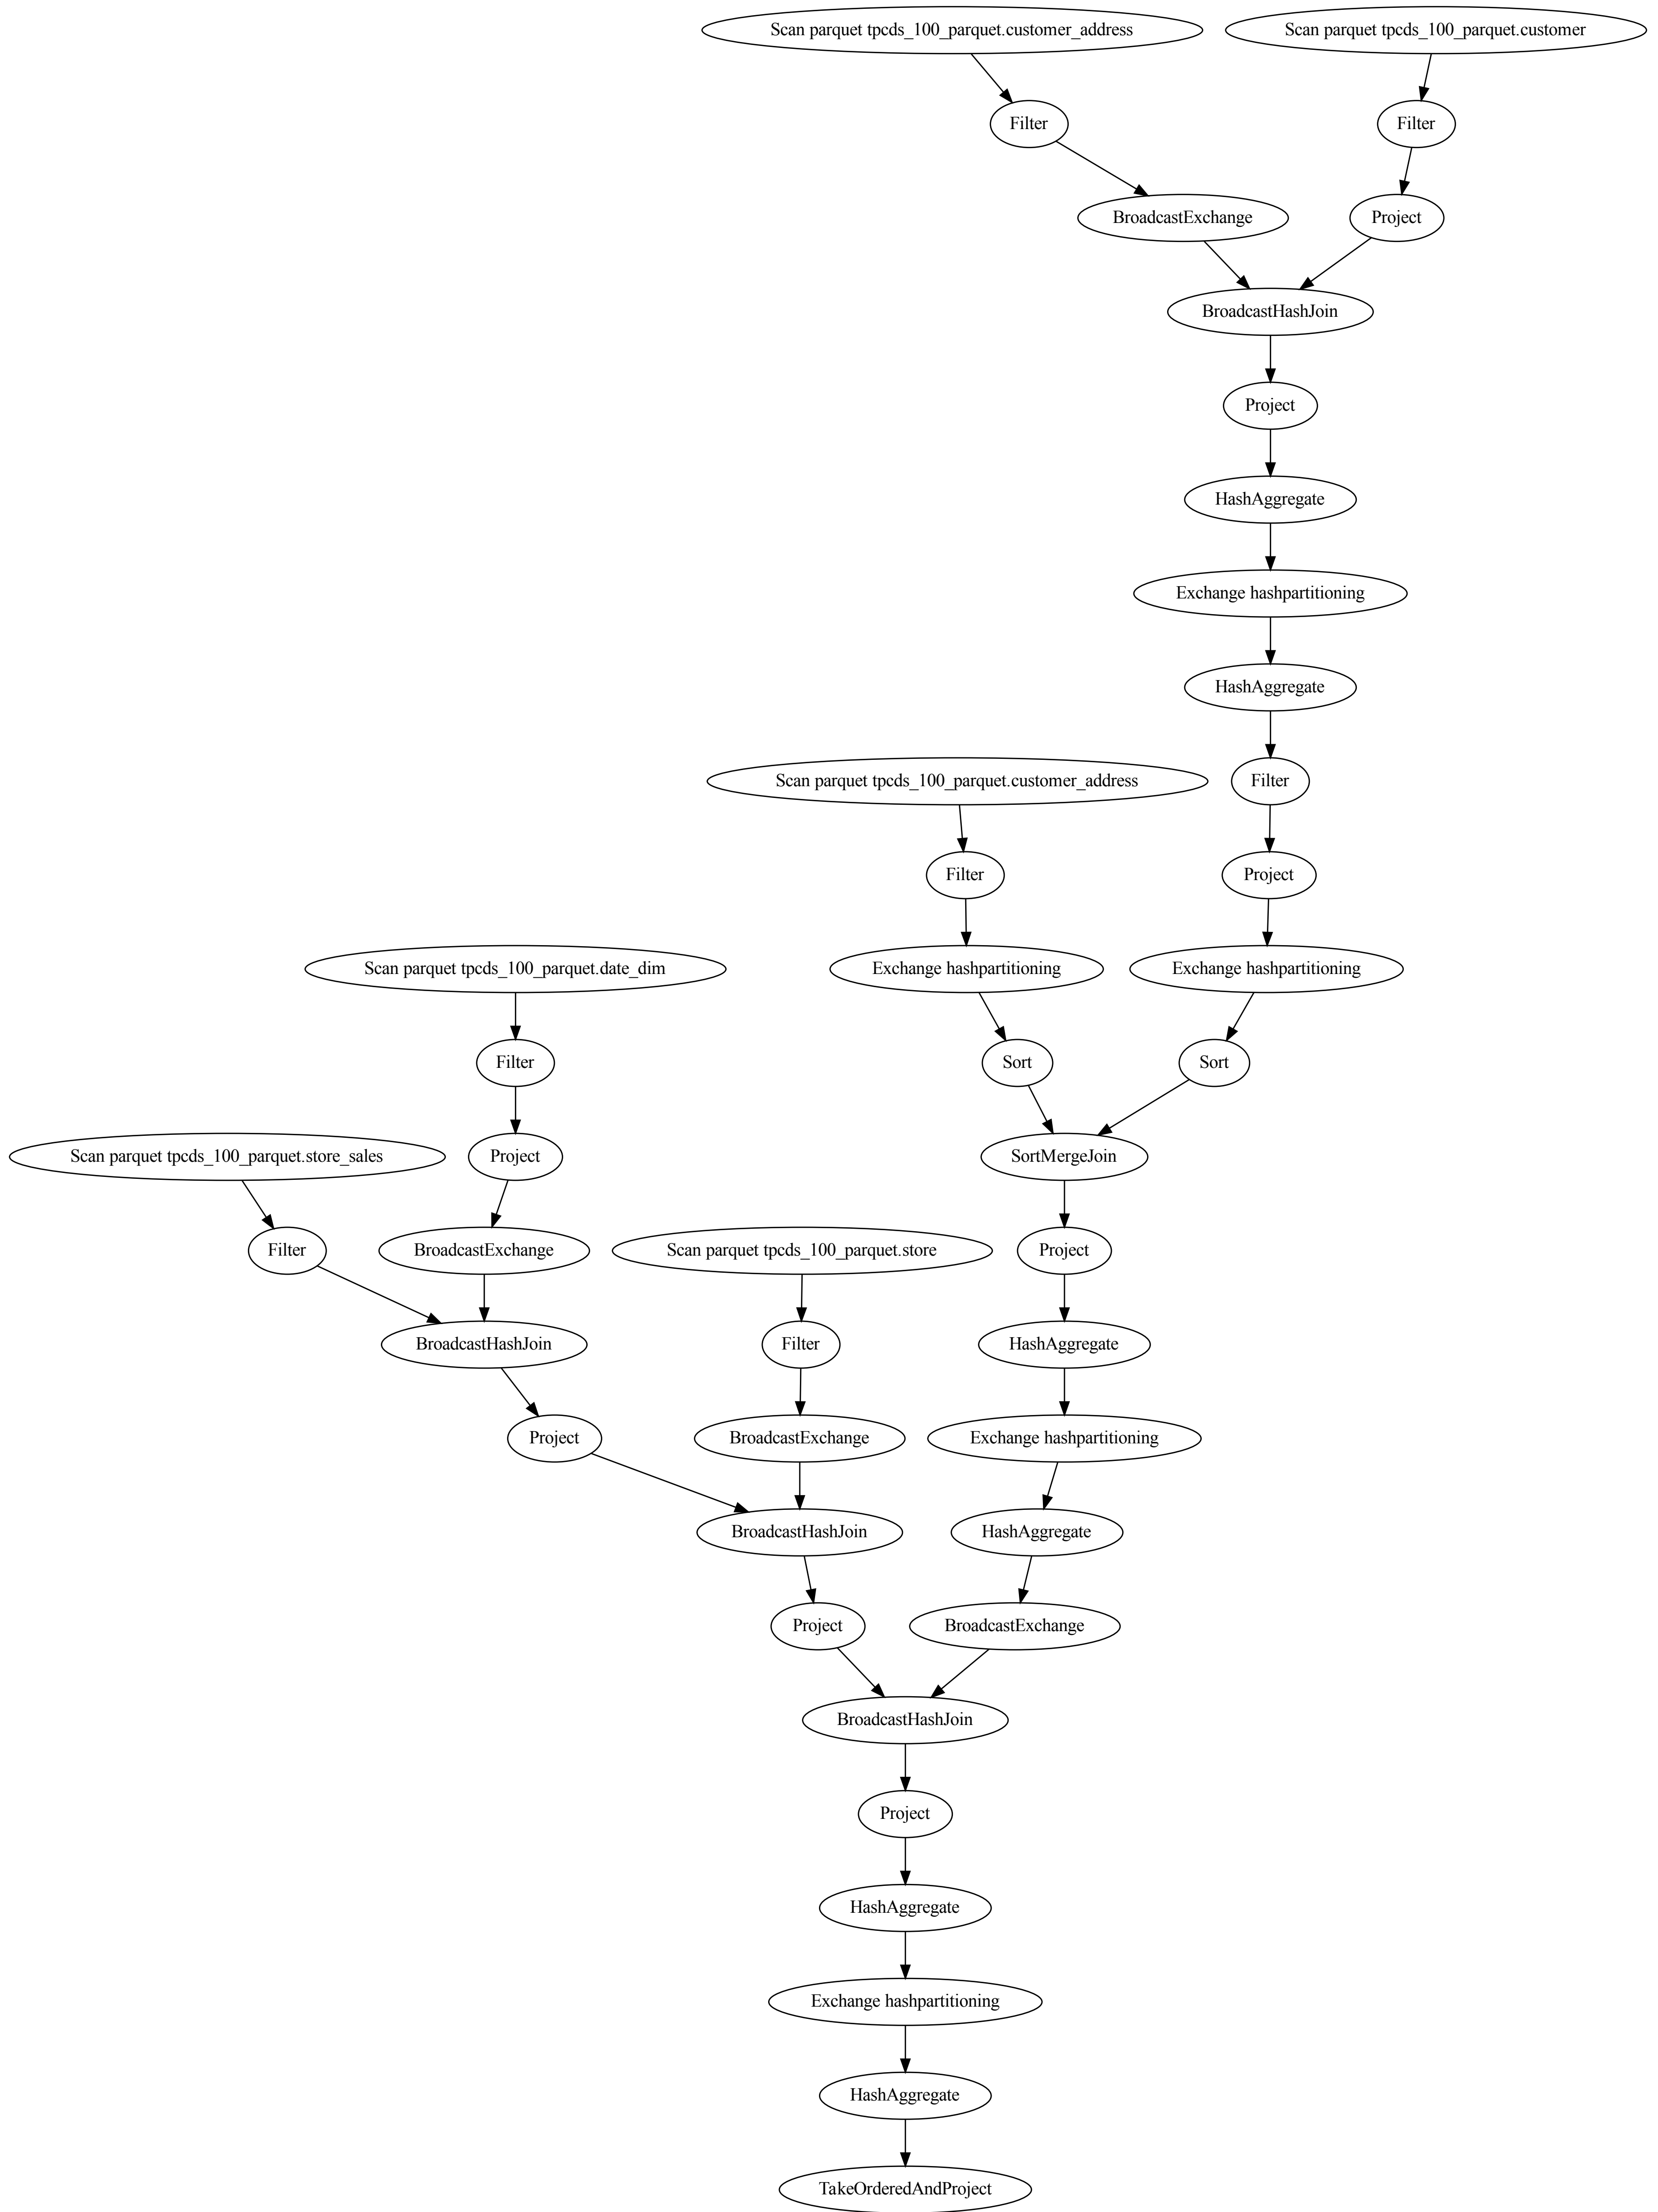 Scan parquet tpcds_100_parquet.customer_address
Scan parquet tpcds_100_parquet.customer
Filter
Filter
BroadcastExchange
Project
BroadcastHashJoin
Project
HashAggregate
Exchange hashpartitioning
HashAggregate
Scan parquet tpcds_100_parquet.customer_address
Filter
Filter
Project
Scan parquet tpcds_100_parquet.date_dim
Exchange hashpartitioning
Exchange hashpartitioning
Filter
Sort
Sort
Scan parquet tpcds_100_parquet.store_sales
Project
SortMergeJoin
Filter
BroadcastExchange
Scan parquet tpcds_100_parquet.store
Project
BroadcastHashJoin
Filter
HashAggregate
Project
BroadcastExchange
Exchange hashpartitioning
BroadcastHashJoin
HashAggregate
Project
BroadcastExchange
BroadcastHashJoin
Project
HashAggregate
Exchange hashpartitioning
HashAggregate
TakeOrderedAndProject